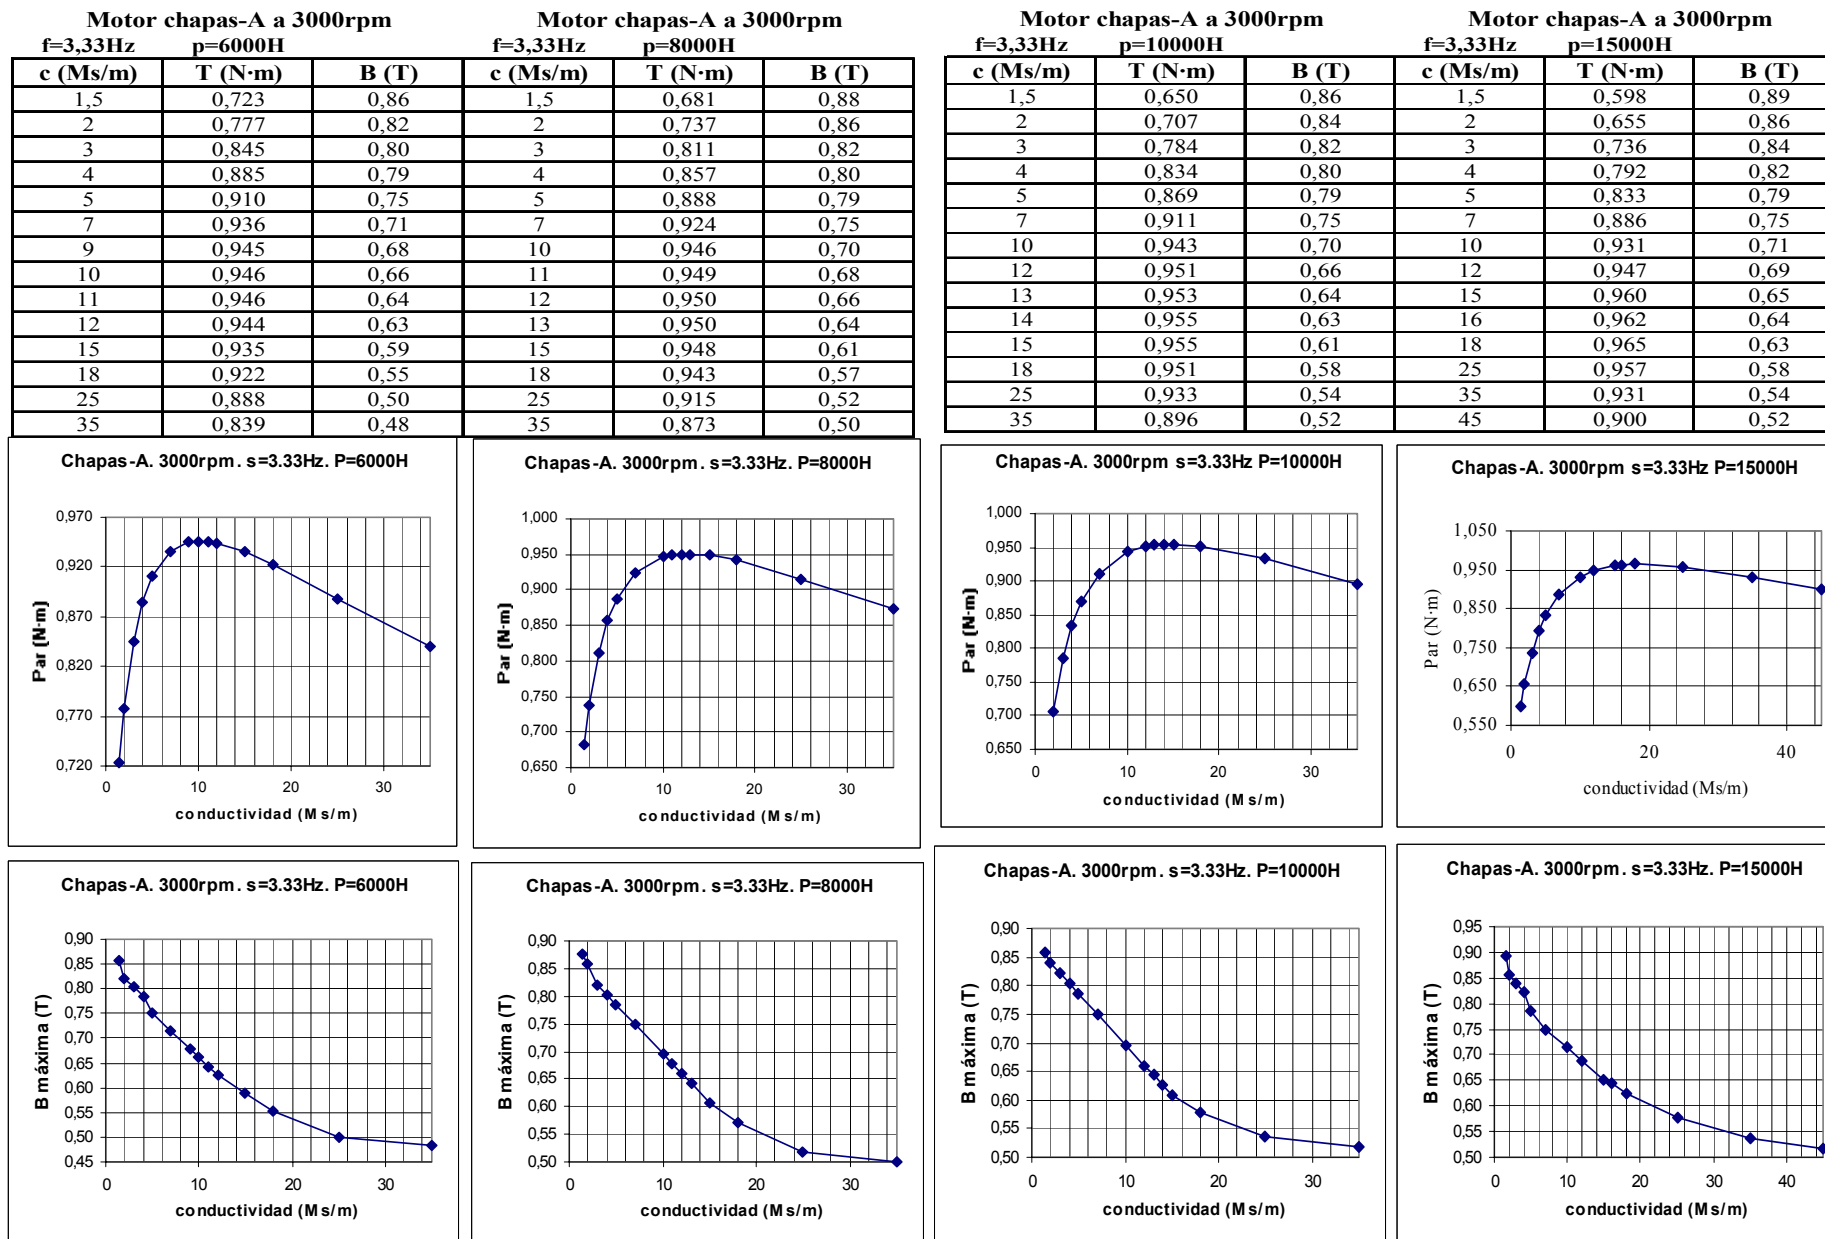 Motor chapas-A a 3000rpm Motor chapas-A a 3000rpm
f=3,33Hz p=6000H f=3,33Hz p=8000H
c (Ms/m) T (N·m) B (T) c (Ms/m) T (N·m) B (T)
1,5 0,723 0,86 1,5 0,681 0,88
2 0,777 0,82 2 0,737 0,86
3 0,845 0,80 3 0,811 0,82
4 0,885 0,79 4 0,857 0,80
5 0,910 0,75 5 0,888 0,79
7 0,936 0,71 7 0,924 0,75
9 0,945 0,68 10 0,946 0,70
10 0,946 0,66 11 0,949 0,68
11 0,946 0,64 12 0,950 0,66
12 0,944 0,63 13 0,950 0,64
15 0,935 0,59 15 0,948 0,61
18 0,922 0,55 18 0,943 0,57
25 0,888 0,50 25 0,915 0,52
35 0,839 0,48 35 0,873 0,50
Motor chapas-A a 3000rpm Motor chapas-A a 3000rpm
f=3,33Hz p=10000H f=3,33Hz p=15000H
c (Ms/m) T (N·m) B (T) c (Ms/m) T (N·m) B (T)
1,5 0,650 0,86 1,5 0,598 0,89
2 0,707 0,84 2 0,655 0,86
3 0,784 0,82 3 0,736 0,84
4 0,834 0,80 4 0,792 0,82
5 0,869 0,79 5 0,833 0,79
7 0,911 0,75 7 0,886 0,75
10 0,943 0,70 10 0,931 0,71
12 0,951 0,66 12 0,947 0,69
13 0,953 0,64 15 0,960 0,65
14 0,955 0,63 16 0,962 0,64
15 0,955 0,61 18 0,965 0,63
18 0,951 0,58 25 0,957 0,58
25 0,933 0,54 35 0,931 0,54
35 0,896 0,52 45 0,900 0,52
Chapas-A. 3000rpm. s=3.33Hz. P=6000H
Par (N·m)
0,970
0,920
0,870
0,820
0,770
0,720
0 10 20 30
conductividad (Ms/m)
Chapas-A. 3000rpm. s=3.33Hz. P=8000H
Par (N·m)
1,000
0,950
0,900
0,850
0,800
0,750
0,700
0,650
0 10 20 30
conductividad (Ms/m)
Chapas-A. 3000rpm s=3.33Hz P=10000H
Par (N·m)
1,000
0,950
0,900
0,850
0,800
0,750
0,700
0,650
0 10 20 30
conductividad (Ms/m)
Chapas-A. 3000rpm s=3.33Hz P=15000H
Par (N·m)
1,050
0,950
0,850
0,750
0,650
0,550
0 20 40
conductividad (Ms/m)
Chapas-A. 3000rpm. s=3.33Hz. P=6000H
B máxima (T)
0,90
0,85
0,80
0,75
0,70
0,65
0,60
0,55
0,50
0,45
0 10 20 30
conductividad (Ms/m)
Chapas-A. 3000rpm. s=3.33Hz. P=8000H
B máxima (T)
0,90
0,85
0,80
0,75
0,70
0,65
0,60
0,55
0,50
0 10 20 30
conductividad (Ms/m)
Chapas-A. 3000rpm. s=3.33Hz. P=10000H
B máxima (T)
0,90
0,85
0,80
0,75
0,70
0,65
0,60
0,55
0,50
0 10 20 30
conductividad (Ms/m)
Chapas-A. 3000rpm. s=3.33Hz. P=15000H
B máxima (T)
0,95
0,90
0,85
0,80
0,75
0,70
0,65
0,60
0,55
0,50
0 10 20 30 40
conductividad (Ms/m)